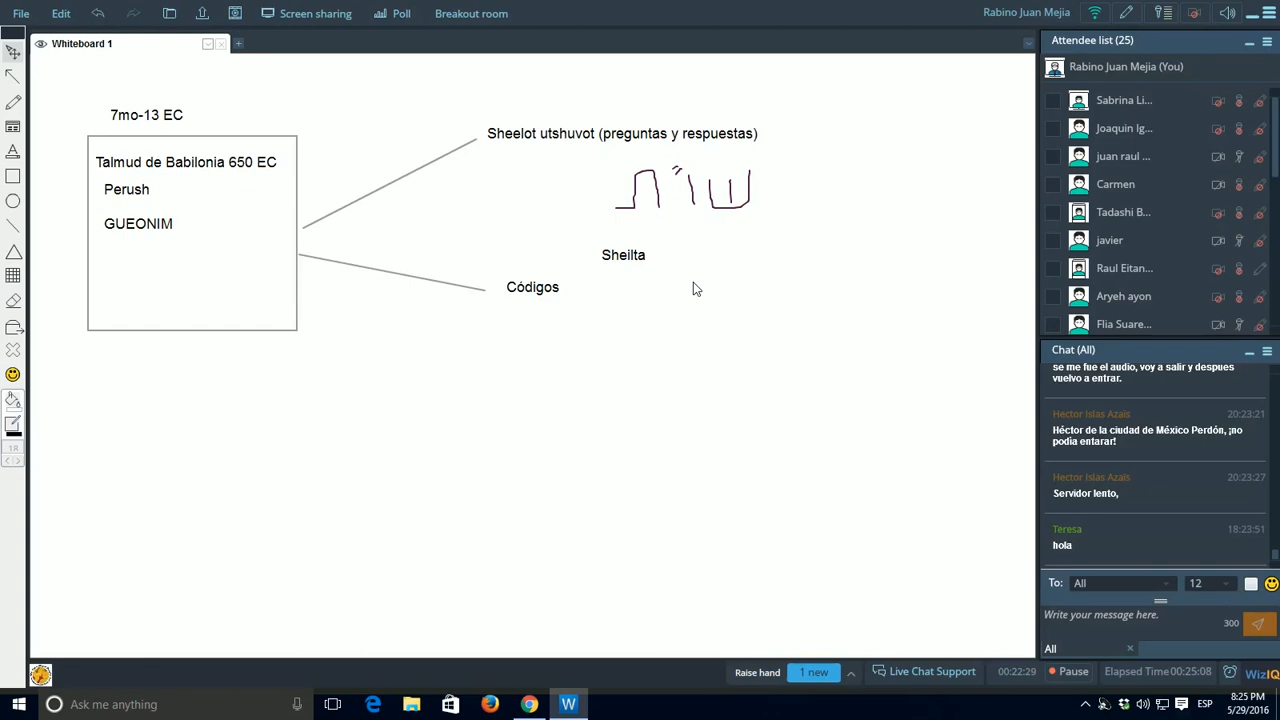 File Edit Screen sharing Poll Breakout room Rabino Juan Mejia
Whiteboard 1
7mo-13 EC
Talmud de Babilonia 650 EC
Perush
GUEONIM
Sheelot utshuvot (preguntas y respuestas)
שו"ת
Sheilta
Códigos
Attendee list (25)
Rabino Juan Mejia (You)
Sabrina Li...
Joaquin Ig...
juan raul ...
Carmen
Tadashi B...
javier
Raul Eitan...
Aryeh ayon
Flia Suare...
Chat (All)
se me fue el audio, voy a salir y despues
vuelvo a entrar.
Hector Islas Azaïs 20:23:21
Héctor de la ciudad de México Perdón, ¡no
podía entarar!
Hector Islas Azaïs 20:23:27
Servidor lento,
Teresa 18:23:51
hola
To: All 12
Write your message here. 300
All
Raise hand 1 new Live Chat Support 00:22:29 Pause Elapsed Time 00:25:08 WizIQ
Ask me anything
ESP 8:25 PM
5/29/2016